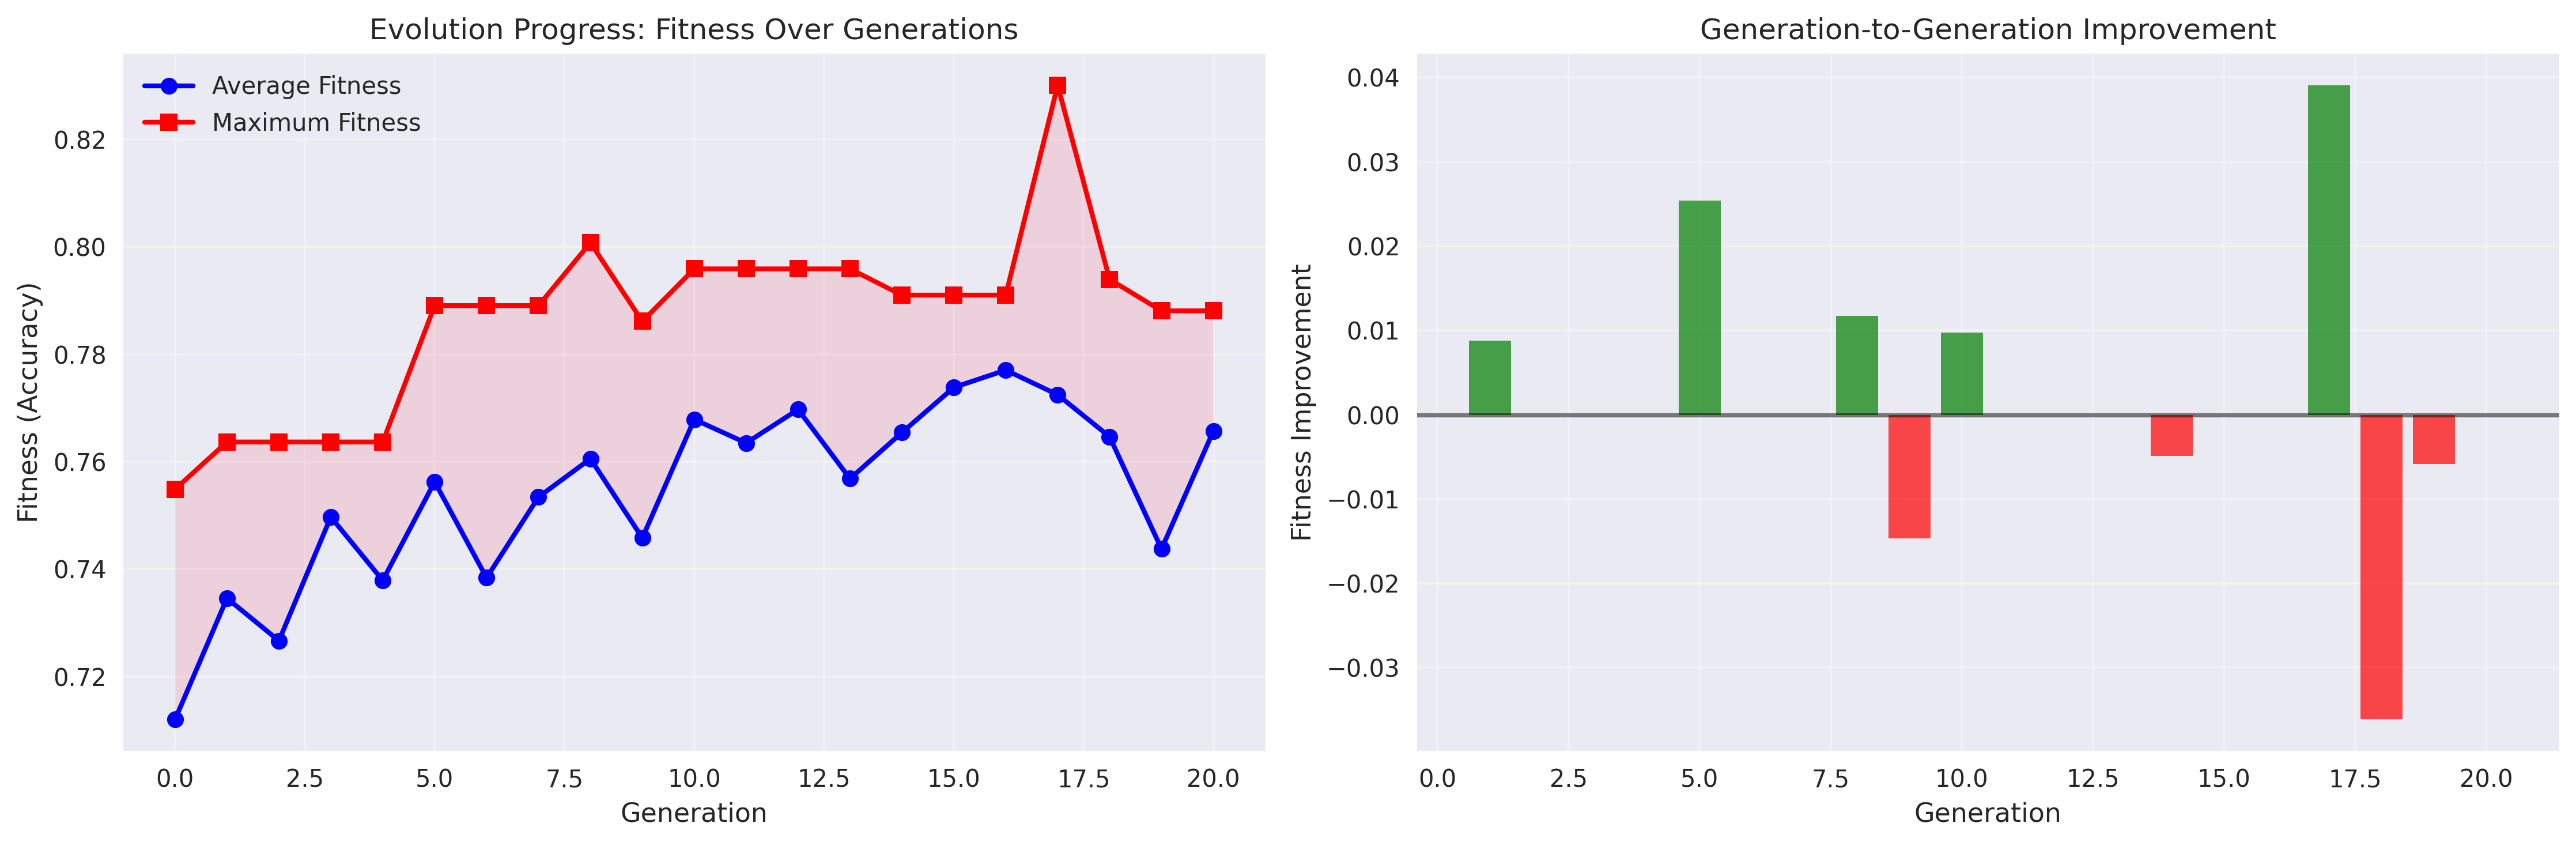 Evolution Progress: Fitness Over Generations
Average Fitness
Maximum Fitness
Fitness (Accuracy)
0.82
0.80
0.78
0.76
0.74
0.72
0.0 2.5 5.0 7.5 10.0 12.5 15.0 17.5 20.0
Generation
Generation-to-Generation Improvement
Fitness Improvement
0.04
0.03
0.02
0.01
0.00
−0.01
−0.02
−0.03
0.0 2.5 5.0 7.5 10.0 12.5 15.0 17.5 20.0
Generation